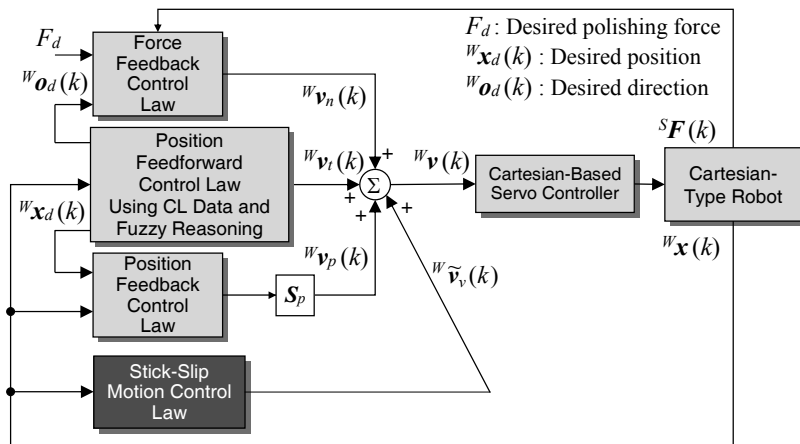 F_d
Force
Feedback
Control
Law
^W o_d(k)
^W v_n(k)
F_d : Desired polishing force
^W x_d(k) : Desired position
^W o_d(k) : Desired direction
^S F(k)
Position
Feedforward
Control Law
Using CL Data and
Fuzzy Reasoning
^W v_t(k)
+
+
+
+
Σ
^W v(k)
Cartesian-Based
Servo Controller
Cartesian-
Type Robot
^W x_d(k)
^W x(k)
Position
Feedback
Control
Law
S_p
^W v_p(k)
^W ṽ_v(k)
Stick-Slip
Motion Control
Law